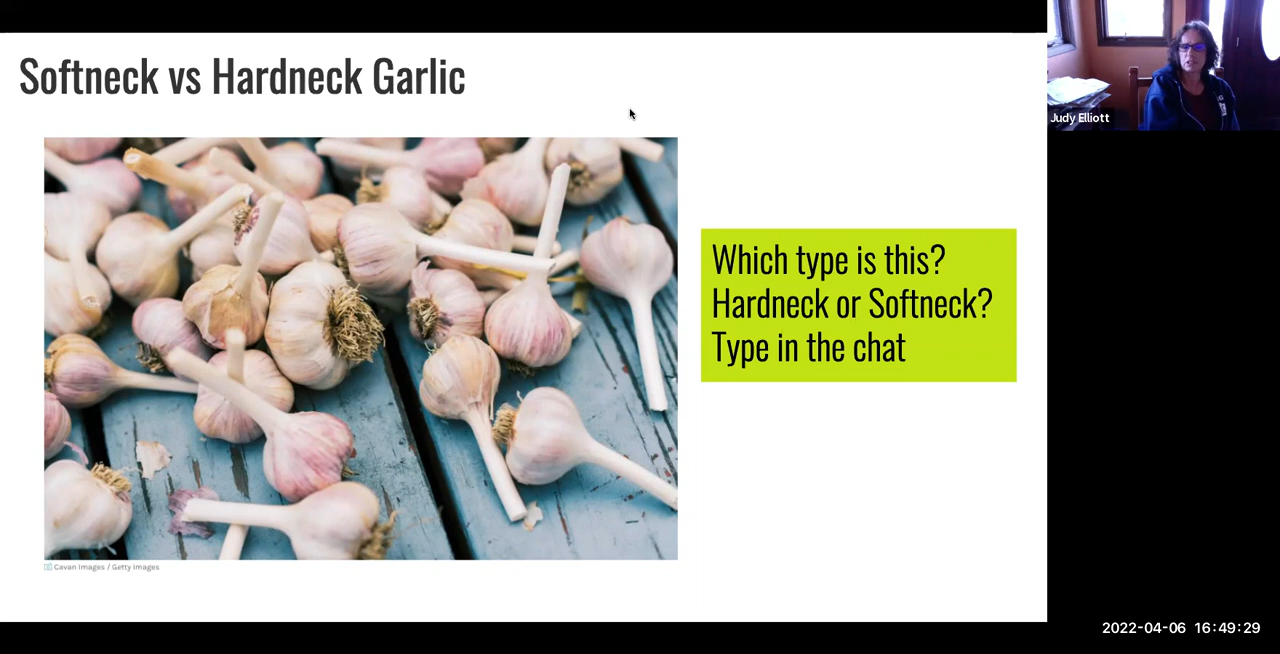 Softneck vs Hardneck Garlic
Judy Elliott
Which type is this?
Hardneck or Softneck?
Type in the chat
Cavan Images / Getty Images
2022-04-06 16:49:29